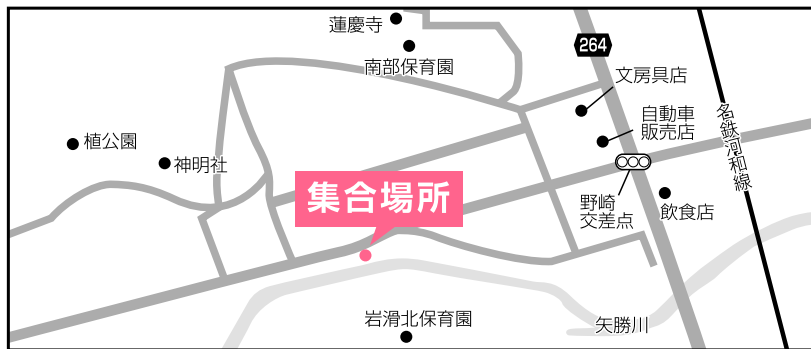 蓮慶寺
南部保育園
264
文房具店
自動車
販売店
名鉄河和線
植公園
神明社
集合場所
野崎
交差点
飲食店
岩滑北保育園
矢勝川